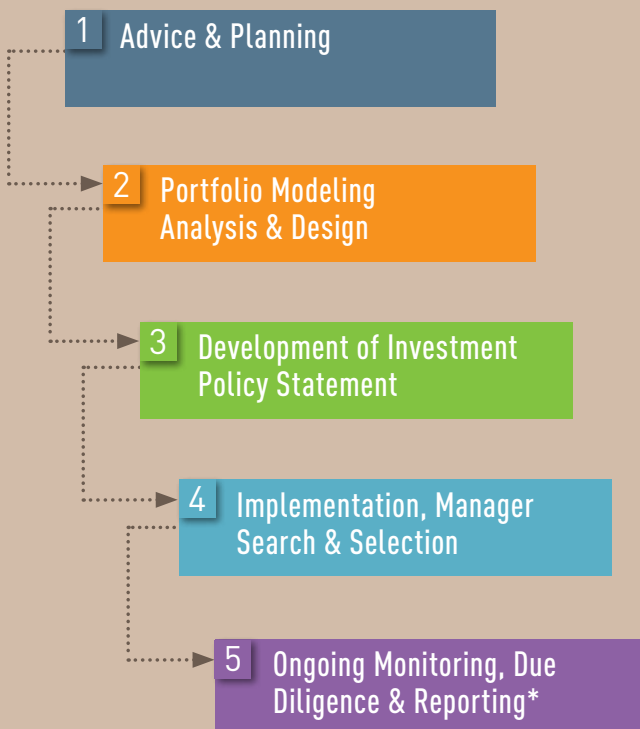 1 Advice & Planning
2 Portfolio Modeling
Analysis & Design
3 Development of Investment
Policy Statement
4 Implementation, Manager
Search & Selection
5 Ongoing Monitoring, Due
Diligence & Reporting*